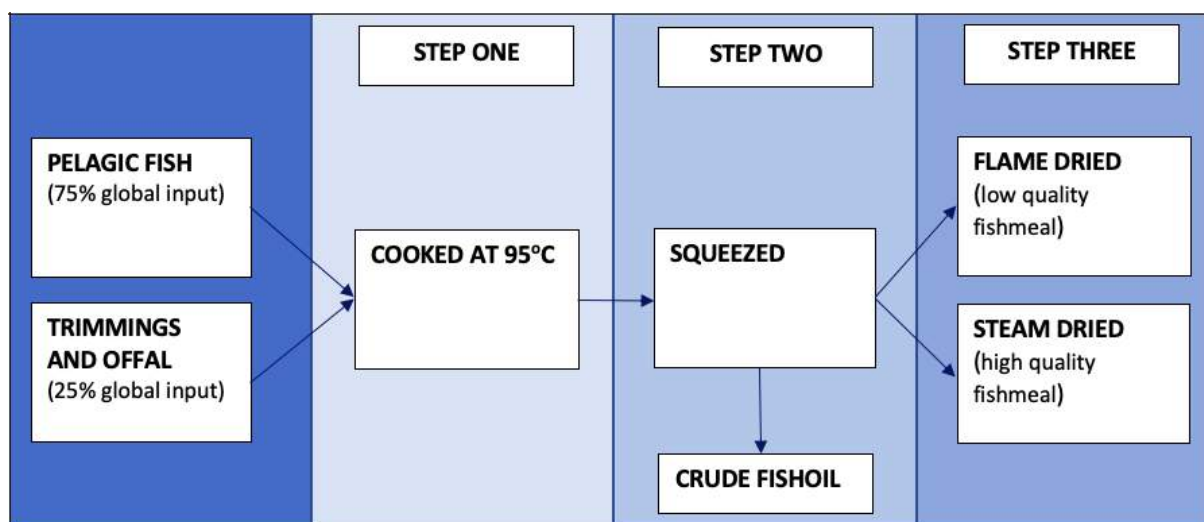 STEP ONE
STEP TWO
STEP THREE
PELAGIC FISH
(75% global input)
TRIMMINGS
AND OFFAL
(25% global input)
COOKED AT 95°C
SQUEEZED
CRUDE FISHOIL
FLAME DRIED
(low quality
fishmeal)
STEAM DRIED
(high quality
fishmeal)